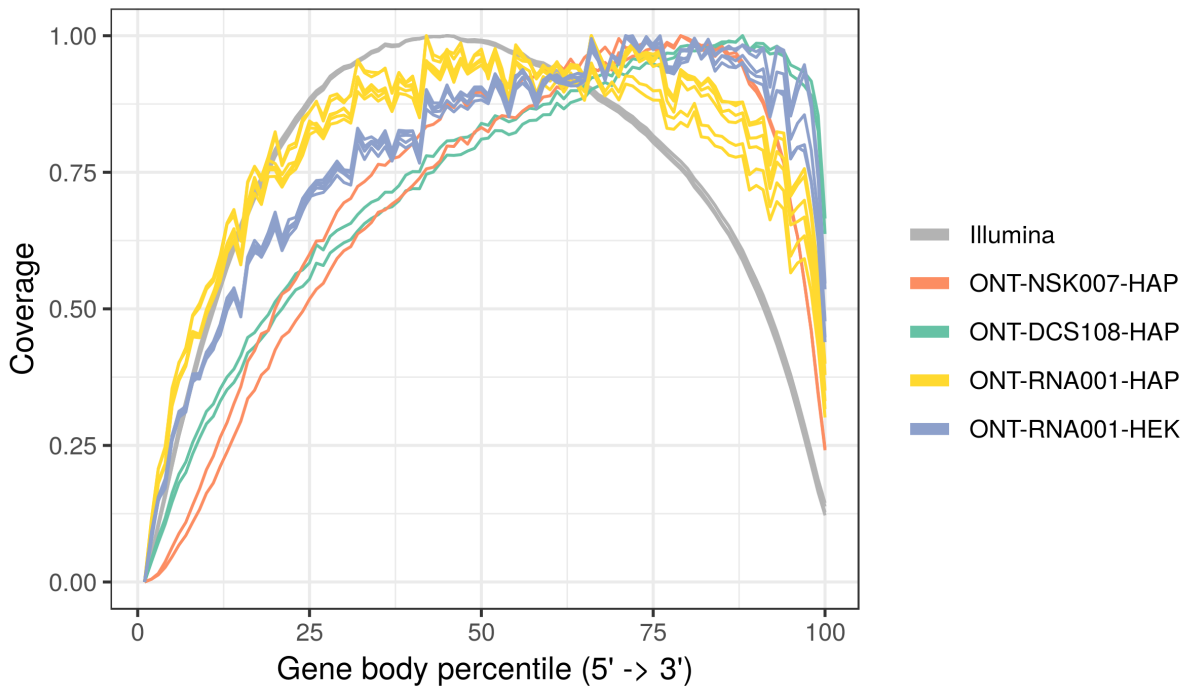 1.00
0.75
0.50
0.25
0.00
Coverage
0
25
50
75
100
Gene body percentile (5' -> 3')
Illumina
ONT-NSK007-HAP
ONT-DCS108-HAP
ONT-RNA001-HAP
ONT-RNA001-HEK